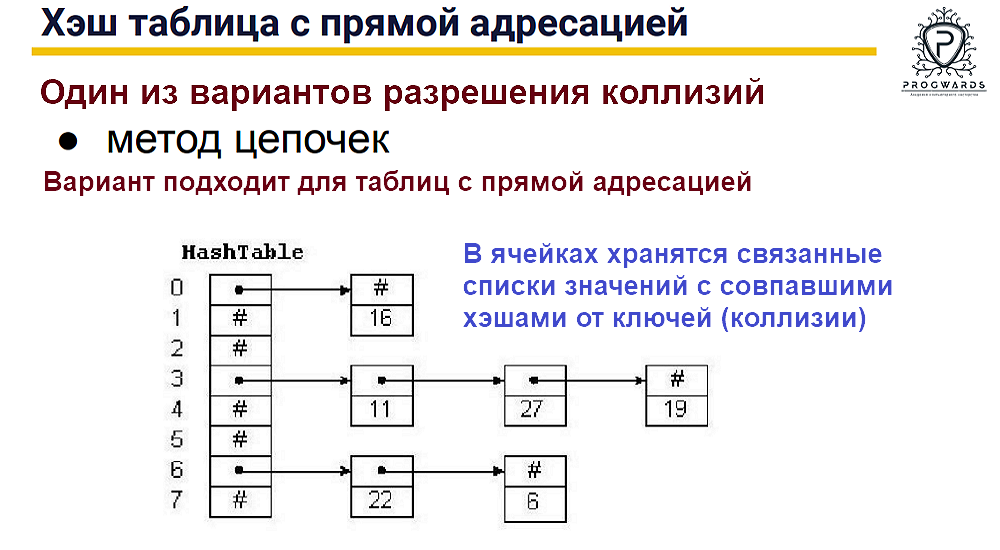 Хэш таблица с прямой адресацией
PROGWARDS
Один из вариантов разрешения коллизий
● метод цепочек
Вариант подходит для таблиц с прямой адресацией
HashTable
В ячейках хранятся связанные
списки значений с совпавшими
хэшами от ключей (коллизии)
0 #
1 # 16
2 #
3 #
4 # 11 27 19
5 #
6 #
7 # 22 6